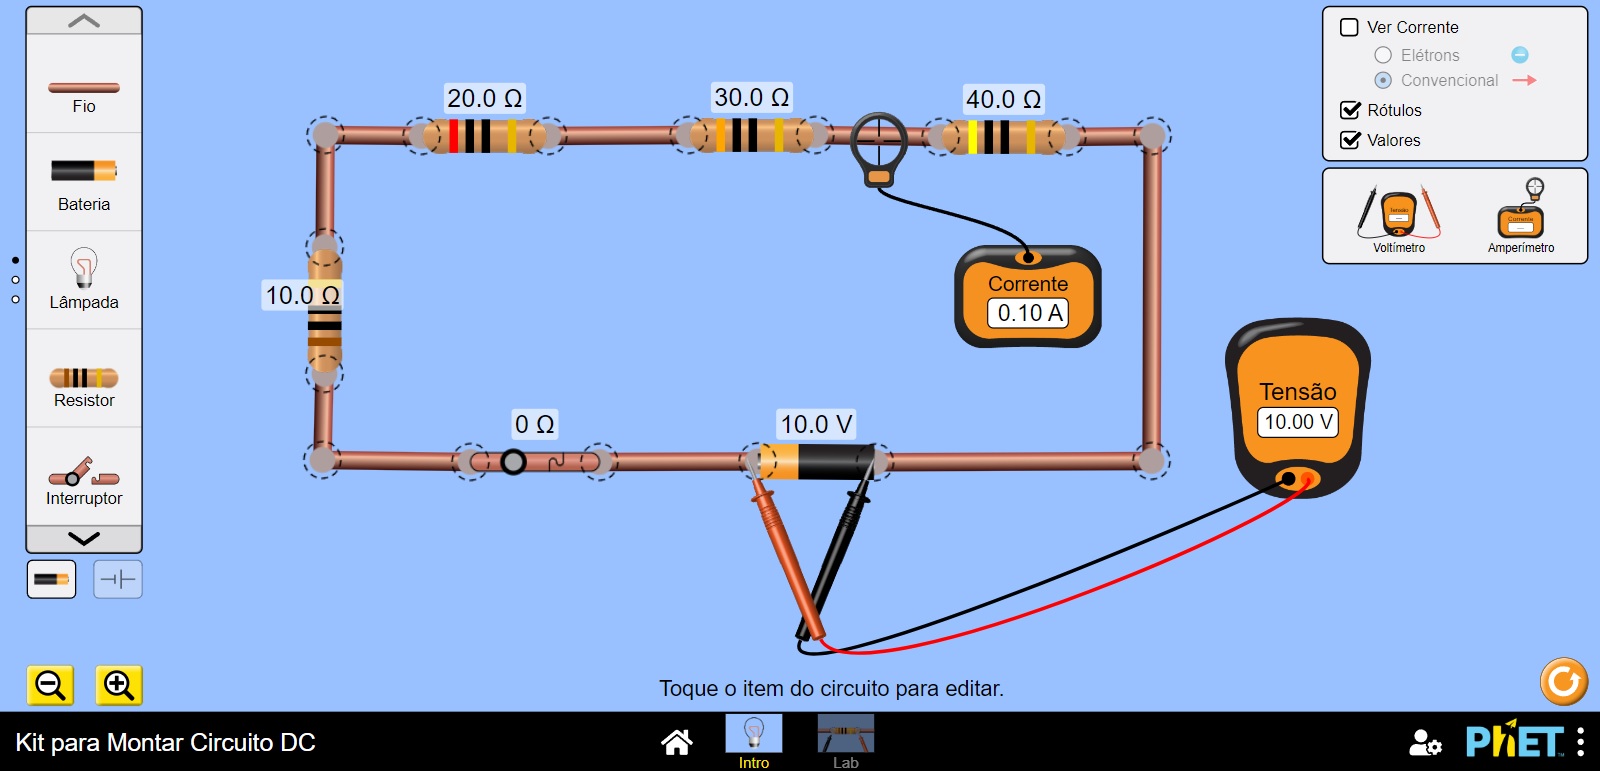 Fio
Bateria
Lâmpada
Resistor
Interruptor
20.0 Ω
30.0 Ω
40.0 Ω
10.0 Ω
0 Ω
10.0 V
Corrente
0.10 A
Tensão
10.00 V
Ver Corrente
Elétrons
Convencional
Rótulos
Valores
Tensão
Voltímetro
Corrente
Amperímetro
Toque o item do circuito para editar.
Kit para Montar Circuito DC
Intro
Lab
PhET